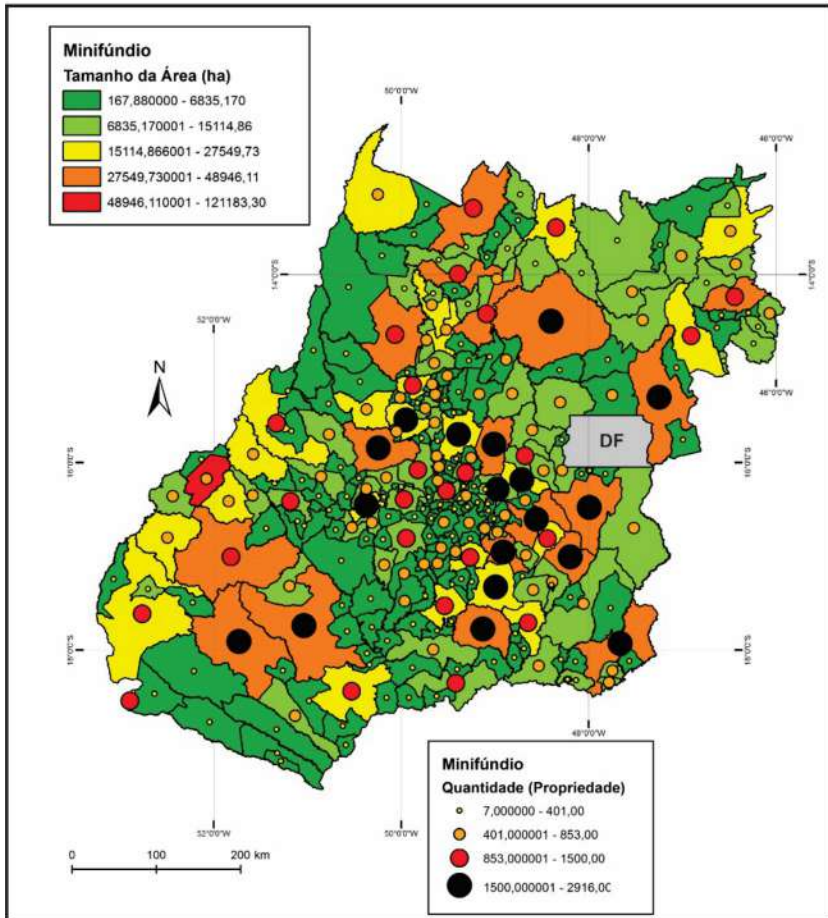 Minifúndio
Tamanho da Área (ha)
167,880000 - 6835,170
6835,170001 - 15114,86
15114,866001 - 27549,73
27549,730001 - 48946,11
48946,110001 - 121183,30
50°0'0"W
48°0'0"W
46°0'0"W
14°0'0"S
14°0'0"S
52°0'0"W
N
46°0'0"W
DF
16°0'0"S
16°0'0"S
18°0'0"S
18°0'0"S
48°0'0"W
52°0'0"W
50°0'0"W
0 100 200 km
Minifúndio
Quantidade (Propriedade)
7,000000 - 401,00
401,000001 - 853,00
853,000001 - 1500,00
1500,000001 - 2916,0C